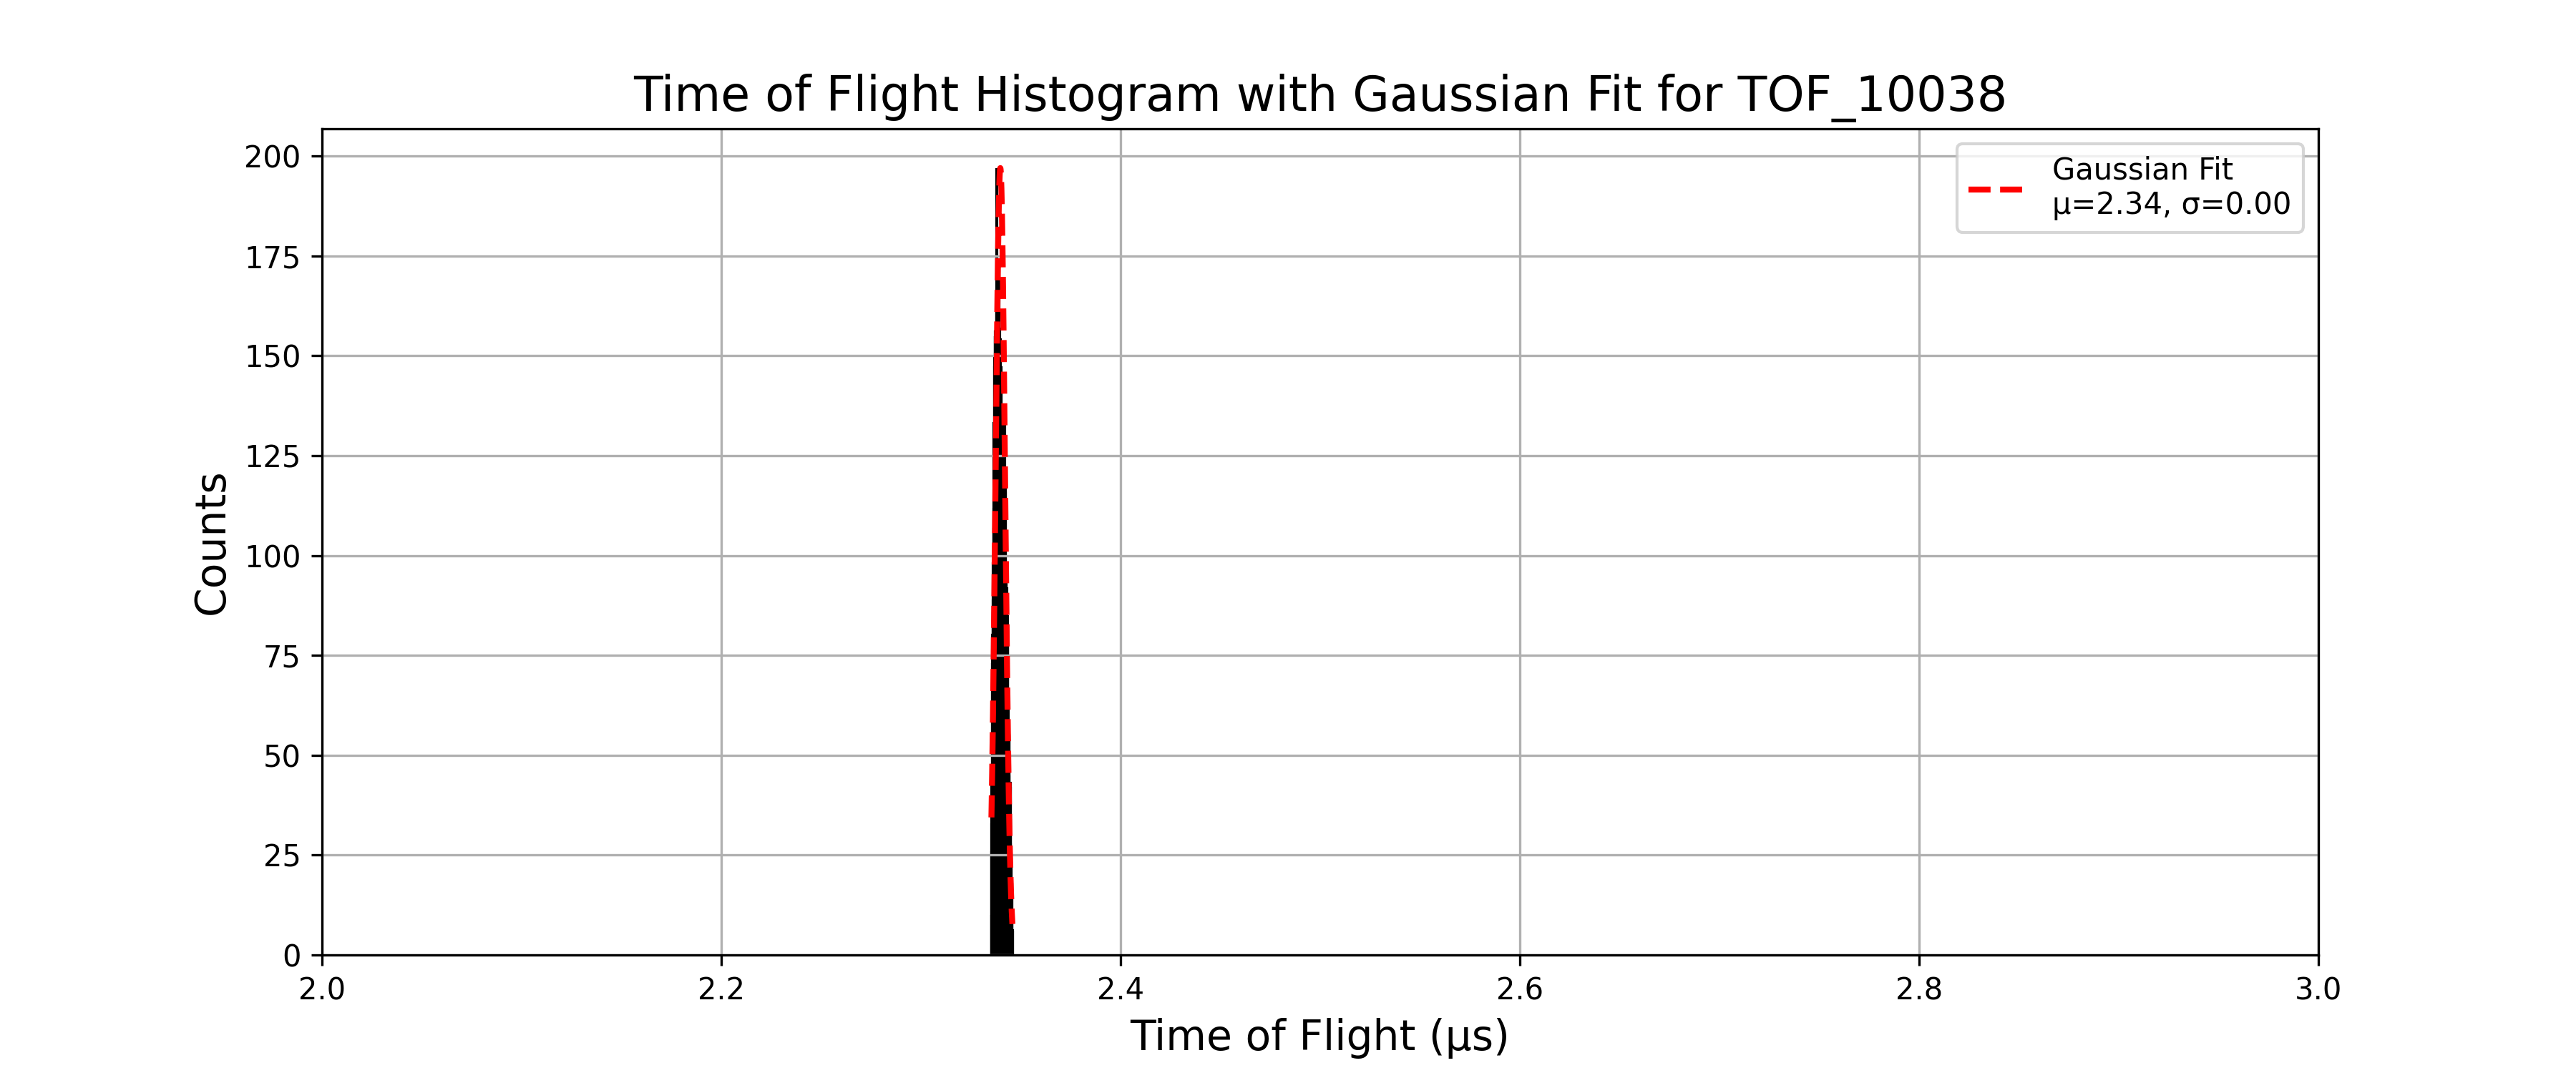 Time of Flight Histogram with Gaussian Fit for TOF_10038
Gaussian Fit
μ=2.34, σ=0.00
200
175
150
125
100
75
50
25
0
Counts
2.0 2.2 2.4 2.6 2.8 3.0
Time of Flight (μs)